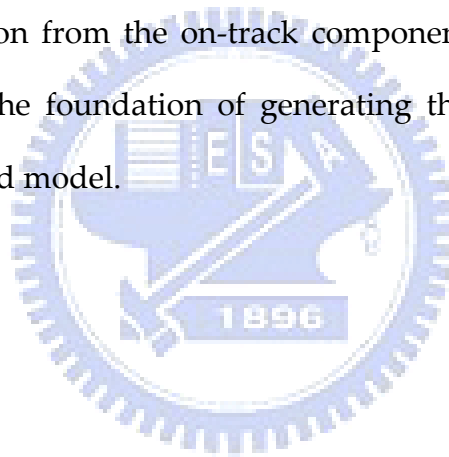 on from the on-track componen
he foundation of generating th
d model.
E S A
1896